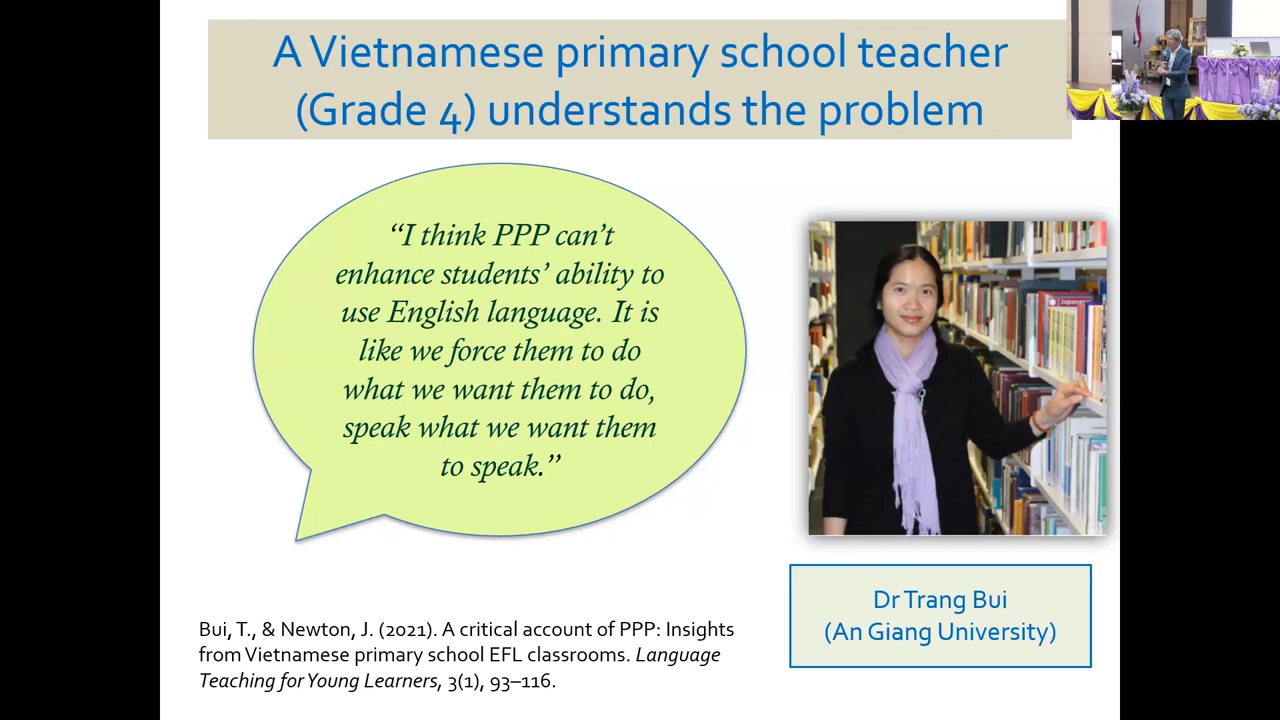 A Vietnamese primary school teacher
(Grade 4) understands the problem
“I think PPP can’t
enhance students’ ability to
use English language. It is
like we force them to do
what we want them to do,
speak what we want them
to speak.”
Dr Trang Bui
(An Giang University)
Bui, T., & Newton, J. (2021). A critical account of PPP: Insights
from Vietnamese primary school EFL classrooms. Language
Teaching for Young Learners, 3(1), 93–116.